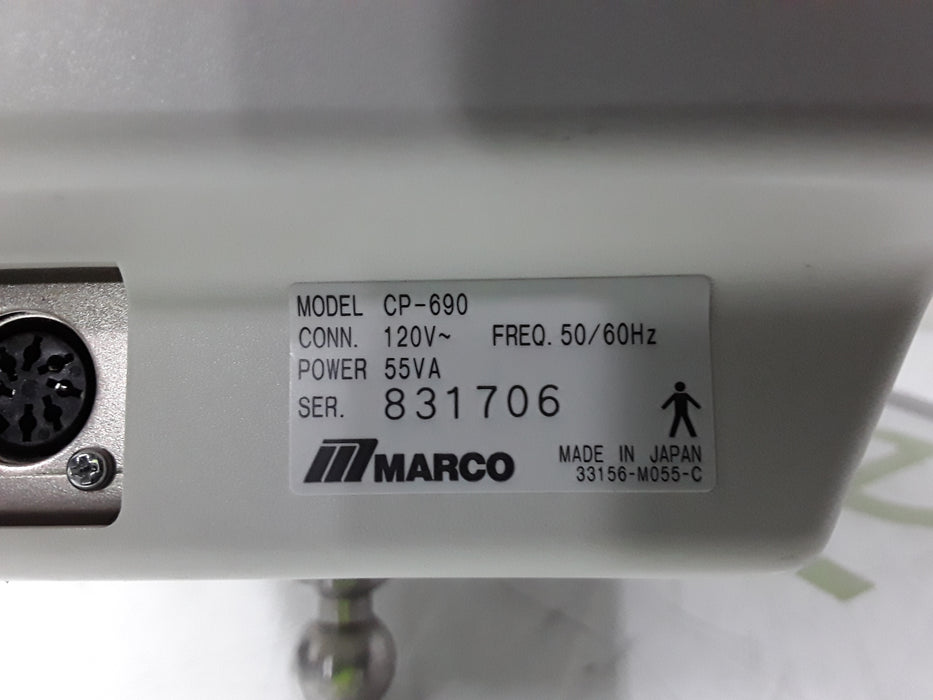 MODEL CP-690
CONN. 120V~ FREQ. 50/60Hz
POWER 55VA
SER. 831706
MARCO
MADE IN JAPAN
33156-M055-C